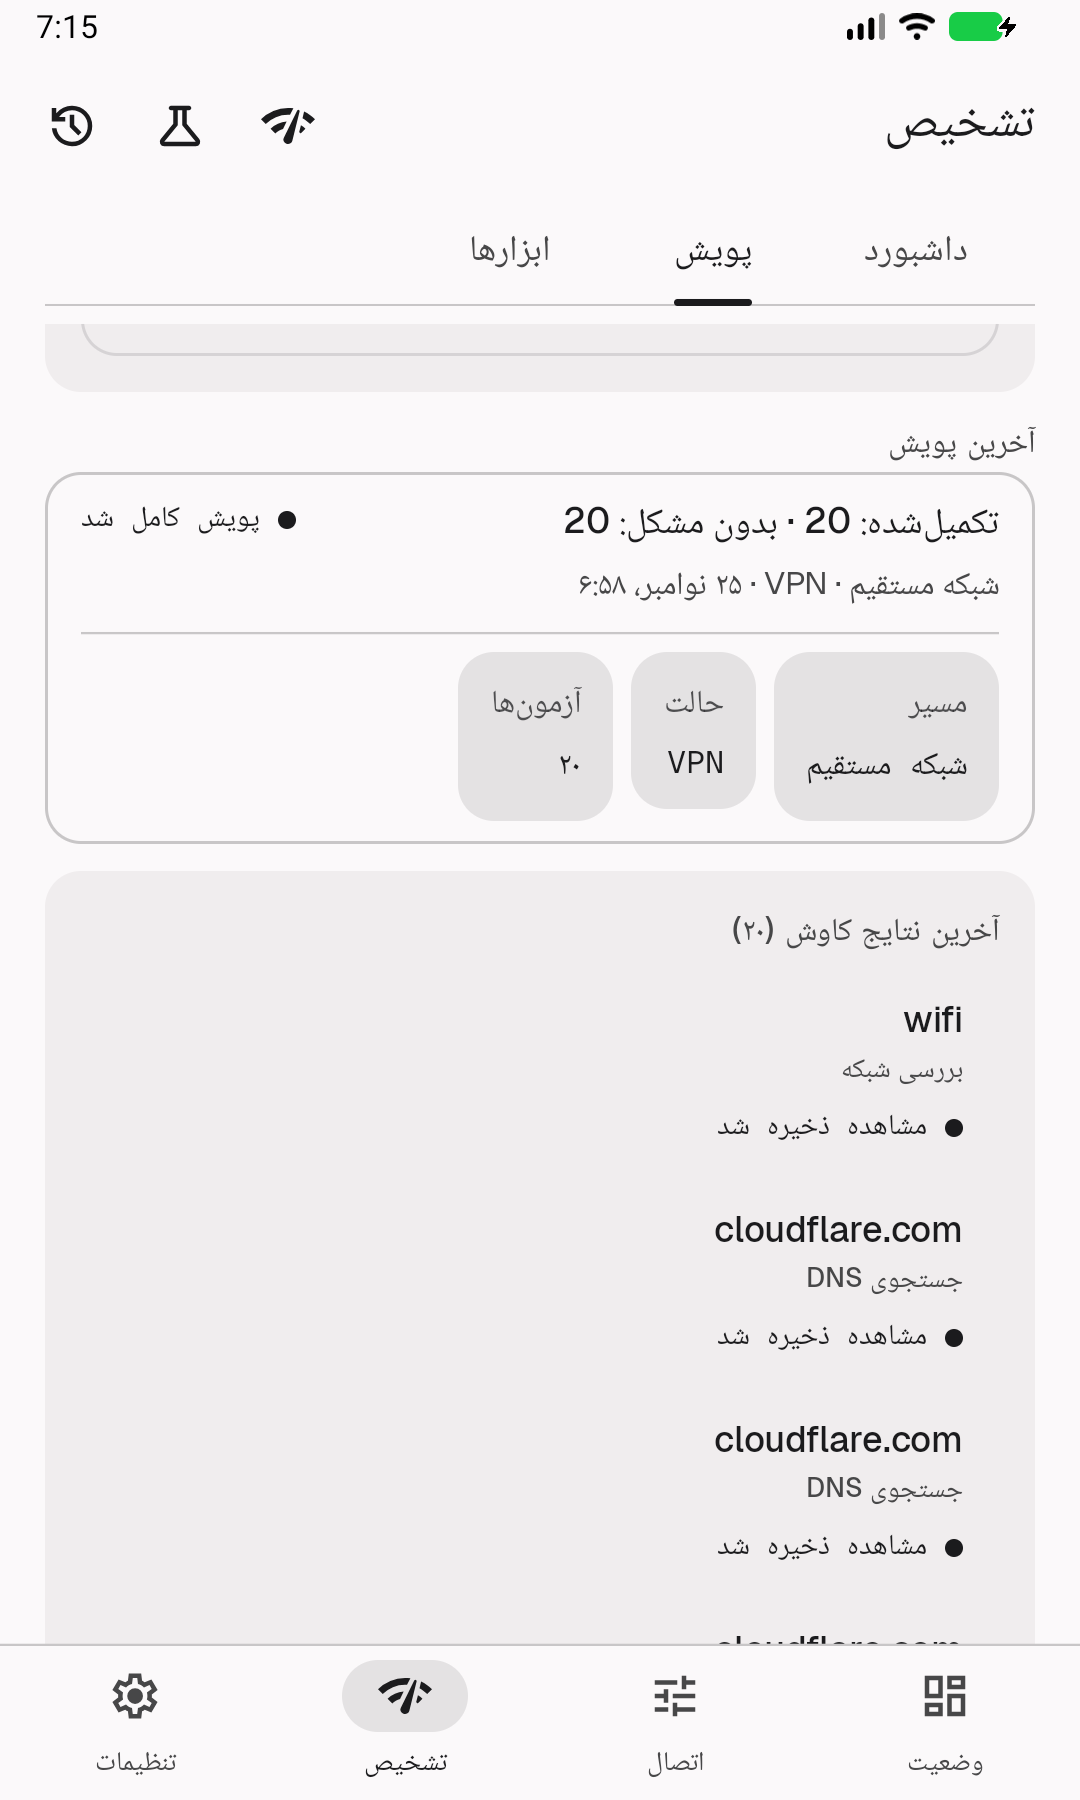 7:15
تشخیص
داشبورد
پویش
ابزارها
آخرین پویش
تکمیل‌شده: 20 · بدون مشکل: 20
پویش کامل شد
شبکه مستقیم · VPN · ۲۵ نوامبر، ۶:۵۸
مسیر
شبکه مستقیم
حالت
VPN
آزمون‌ها
۲۰
آخرین نتایج کاوش (۲۰)
wifi
بررسی شبکه
مشاهده ذخیره شد
cloudflare.com
جستجوی DNS
مشاهده ذخیره شد
cloudflare.com
جستجوی DNS
مشاهده ذخیره شد
وضعیت
اتصال
تشخیص
تنظیمات